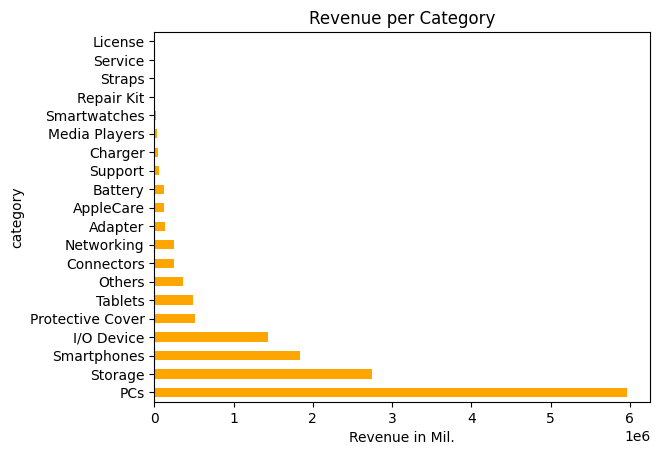 Revenue per Category
License
Service
Straps
Repair Kit
Smartwatches
Media Players
Charger
Support
Battery
AppleCare
Adapter
Networking
Connectors
Others
Tablets
Protective Cover
I/O Device
Smartphones
Storage
PCs
category
0 1 2 3 4 5 6
1e6
Revenue in Mil.